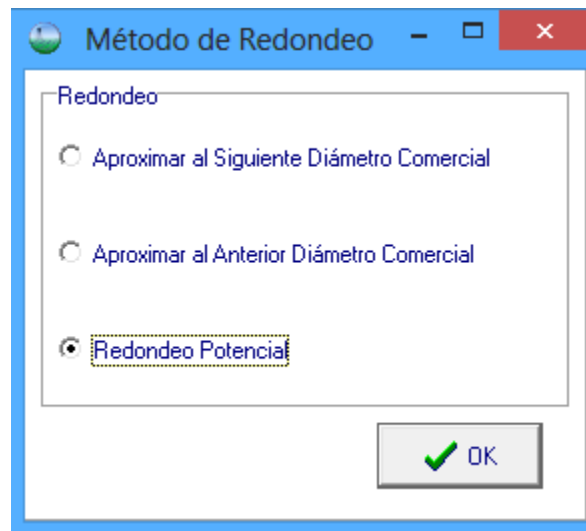 Método de Redondeo
Redondeo
Aproximar al Siguiente Diámetro Comercial
Aproximar al Anterior Diámetro Comercial
Redondeo Potencial
OK